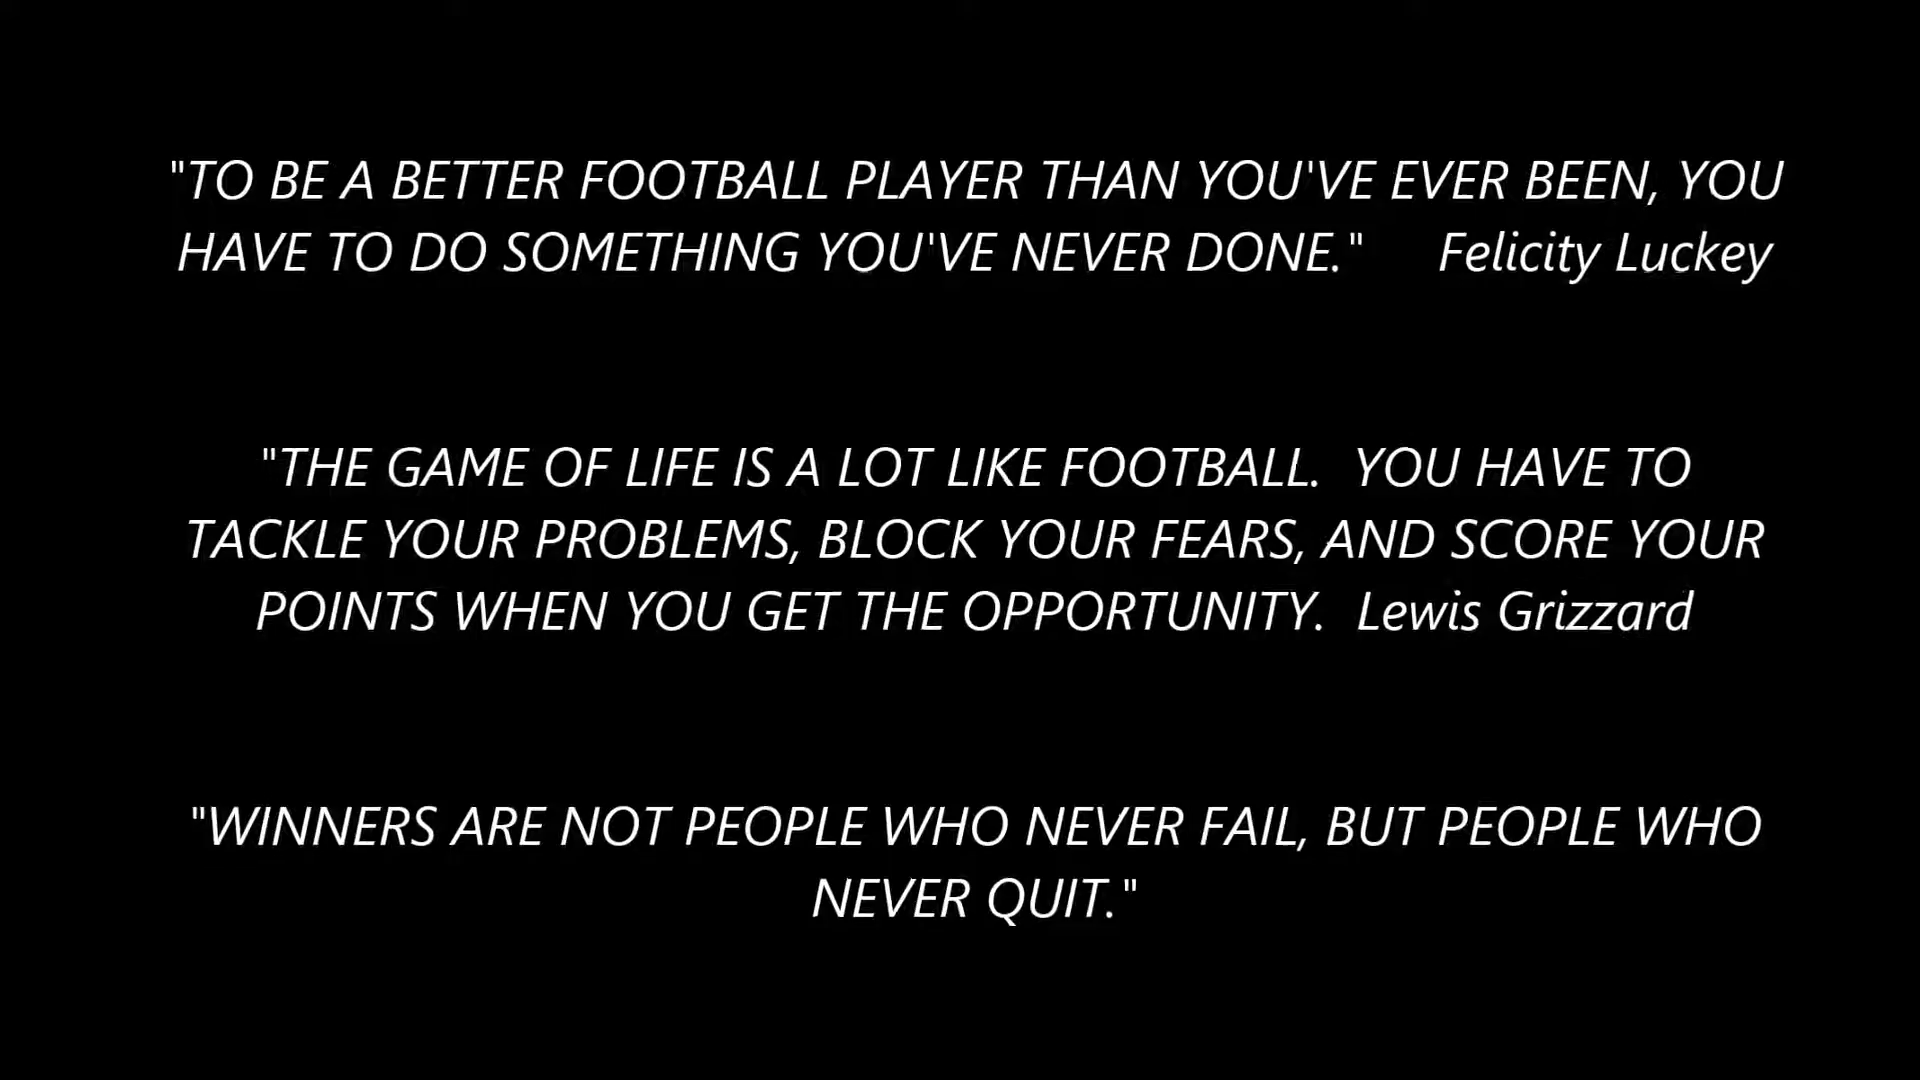 "TO BE A BETTER FOOTBALL PLAYER THAN YOU'VE EVER BEEN, YOU
HAVE TO DO SOMETHING YOU'VE NEVER DONE."     Felicity Luckey
"THE GAME OF LIFE IS A LOT LIKE FOOTBALL.  YOU HAVE TO
TACKLE YOUR PROBLEMS, BLOCK YOUR FEARS, AND SCORE YOUR
POINTS WHEN YOU GET THE OPPORTUNITY.  Lewis Grizzard
"WINNERS ARE NOT PEOPLE WHO NEVER FAIL, BUT PEOPLE WHO
NEVER QUIT."